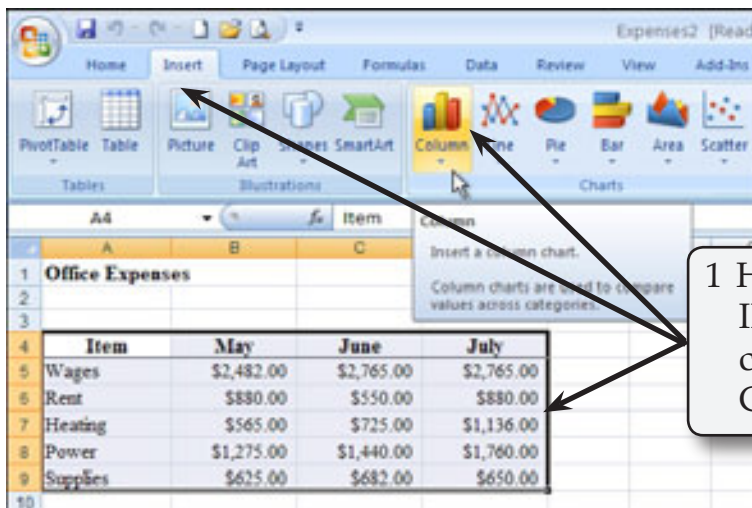 Expenses2 [Read
Home Insert Page Layout Formulas Data Review View Add-Ins
PivotTable Table Picture Clip Art Shapes SmartArt Column Line Pie Bar Area Scatter
Tables Illustrations Charts
A4 fx Item
Column
Insert a column chart.
Column charts are used to compare
values across categories.
A B C
1 Office Expenses
2
3
4 Item May June July
5 Wages $2,482.00 $2,765.00 $2,765.00
6 Rent $880.00 $550.00 $880.00
7 Heating $565.00 $725.00 $1,136.00
8 Power $1,275.00 $1,440.00 $1,760.00
9 Supplies $625.00 $682.00 $650.00
10
1 H